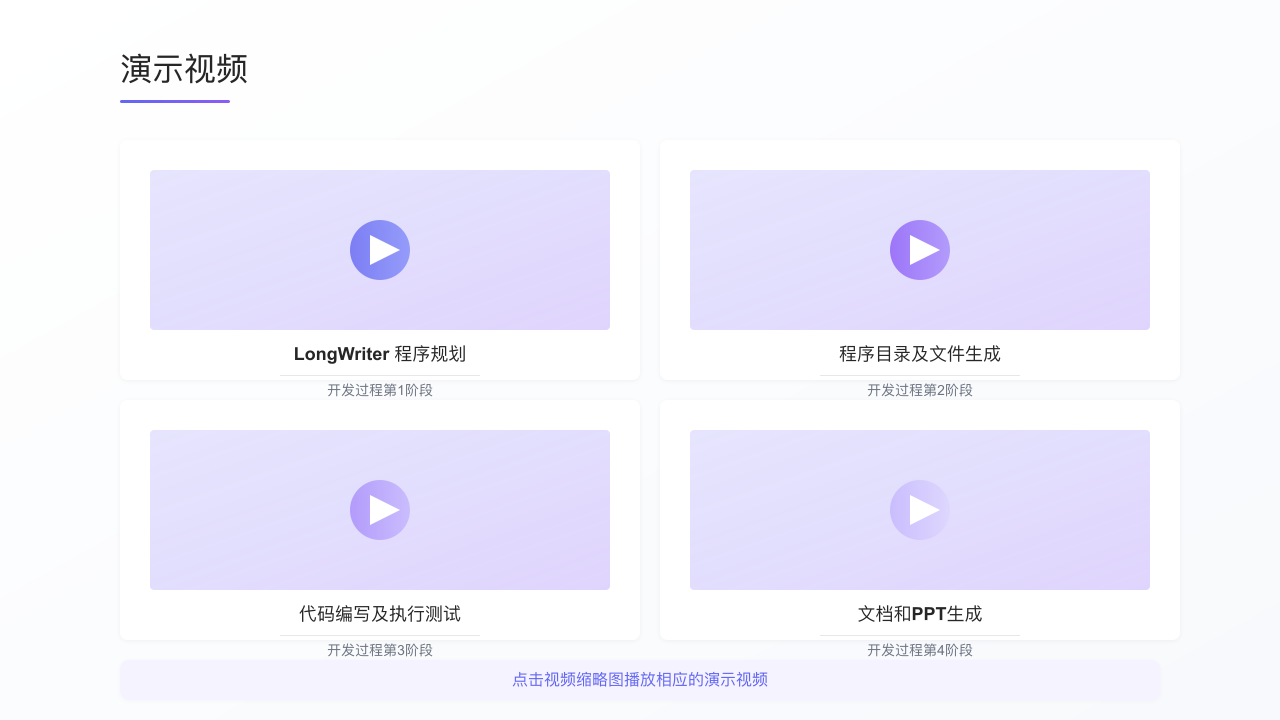 演示视频
LongWriter 程序规划
开发过程第1阶段
程序目录及文件生成
开发过程第2阶段
代码编写及执行测试
开发过程第3阶段
文档和PPT生成
开发过程第4阶段
点击视频缩略图播放相应的演示视频